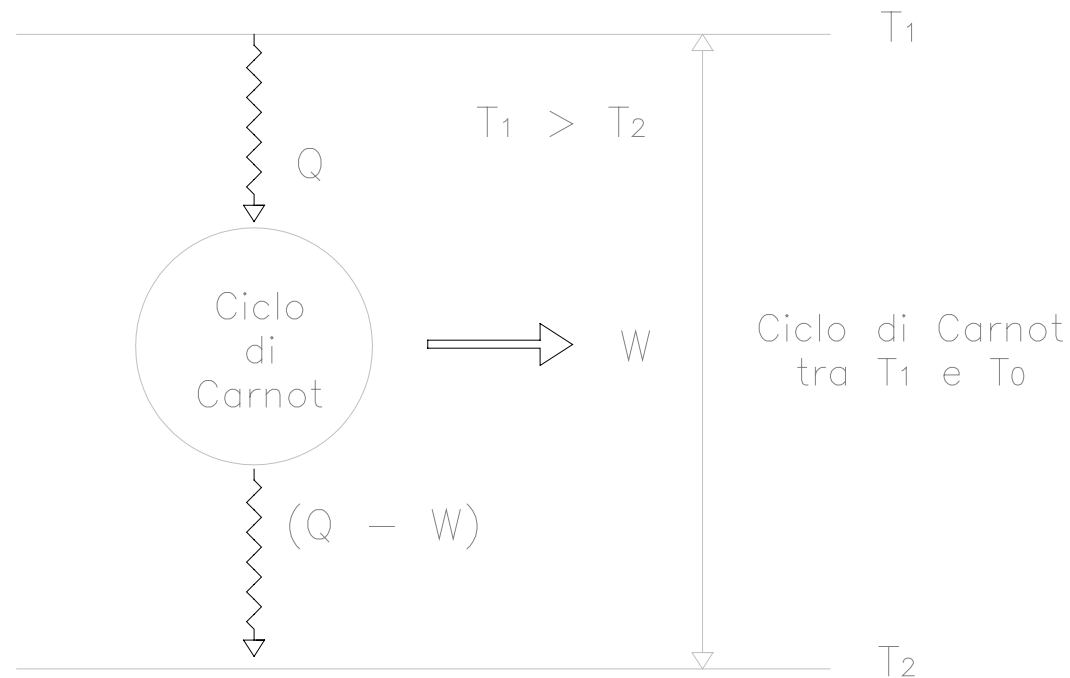 T1
T1 > T2
Q
Ciclo
di
Carnot
W
Ciclo di Carnot
tra T1 e T0
(Q - W)
T2